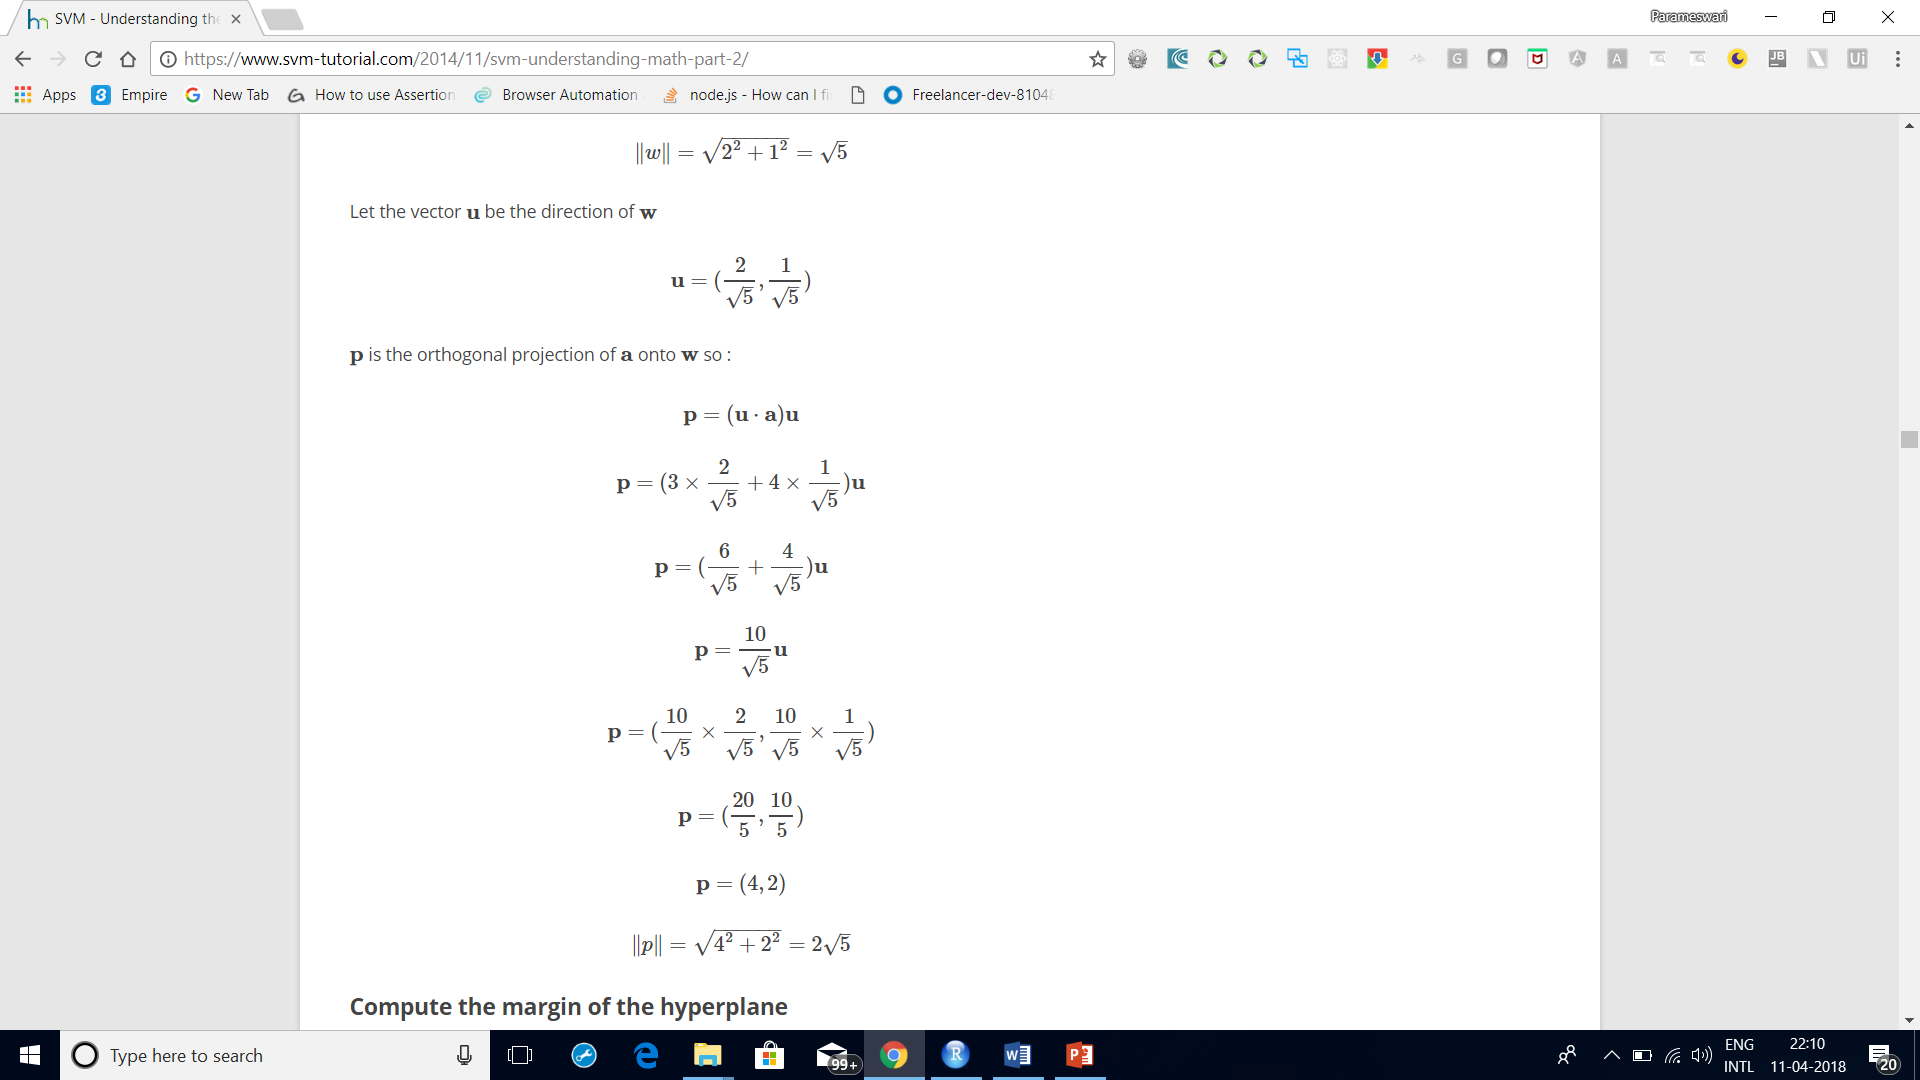 SVM - Understanding the
Parameswari
https://www.svm-tutorial.com/2014/11/svm-understanding-math-part-2/
Apps Empire New Tab How to use Assertion Browser Automation node.js - How can I fi Freelancer-dev-81048
‖w‖ = √(2² + 1²) = √5
Let the vector u be the direction of w
u = (2/√5, 1/√5)
p is the orthogonal projection of a onto w so :
p = (u · a)u
p = (3 × 2/√5 + 4 × 1/√5)u
p = (6/√5 + 4/√5)u
p = 10/√5 u
p = (10/√5 × 2/√5, 10/√5 × 1/√5)
p = (20/5, 10/5)
p = (4, 2)
‖p‖ = √(4² + 2²) = 2√5
Compute the margin of the hyperplane
Type here to search
99+
ENG
INTL
22:10
11-04-2018
20